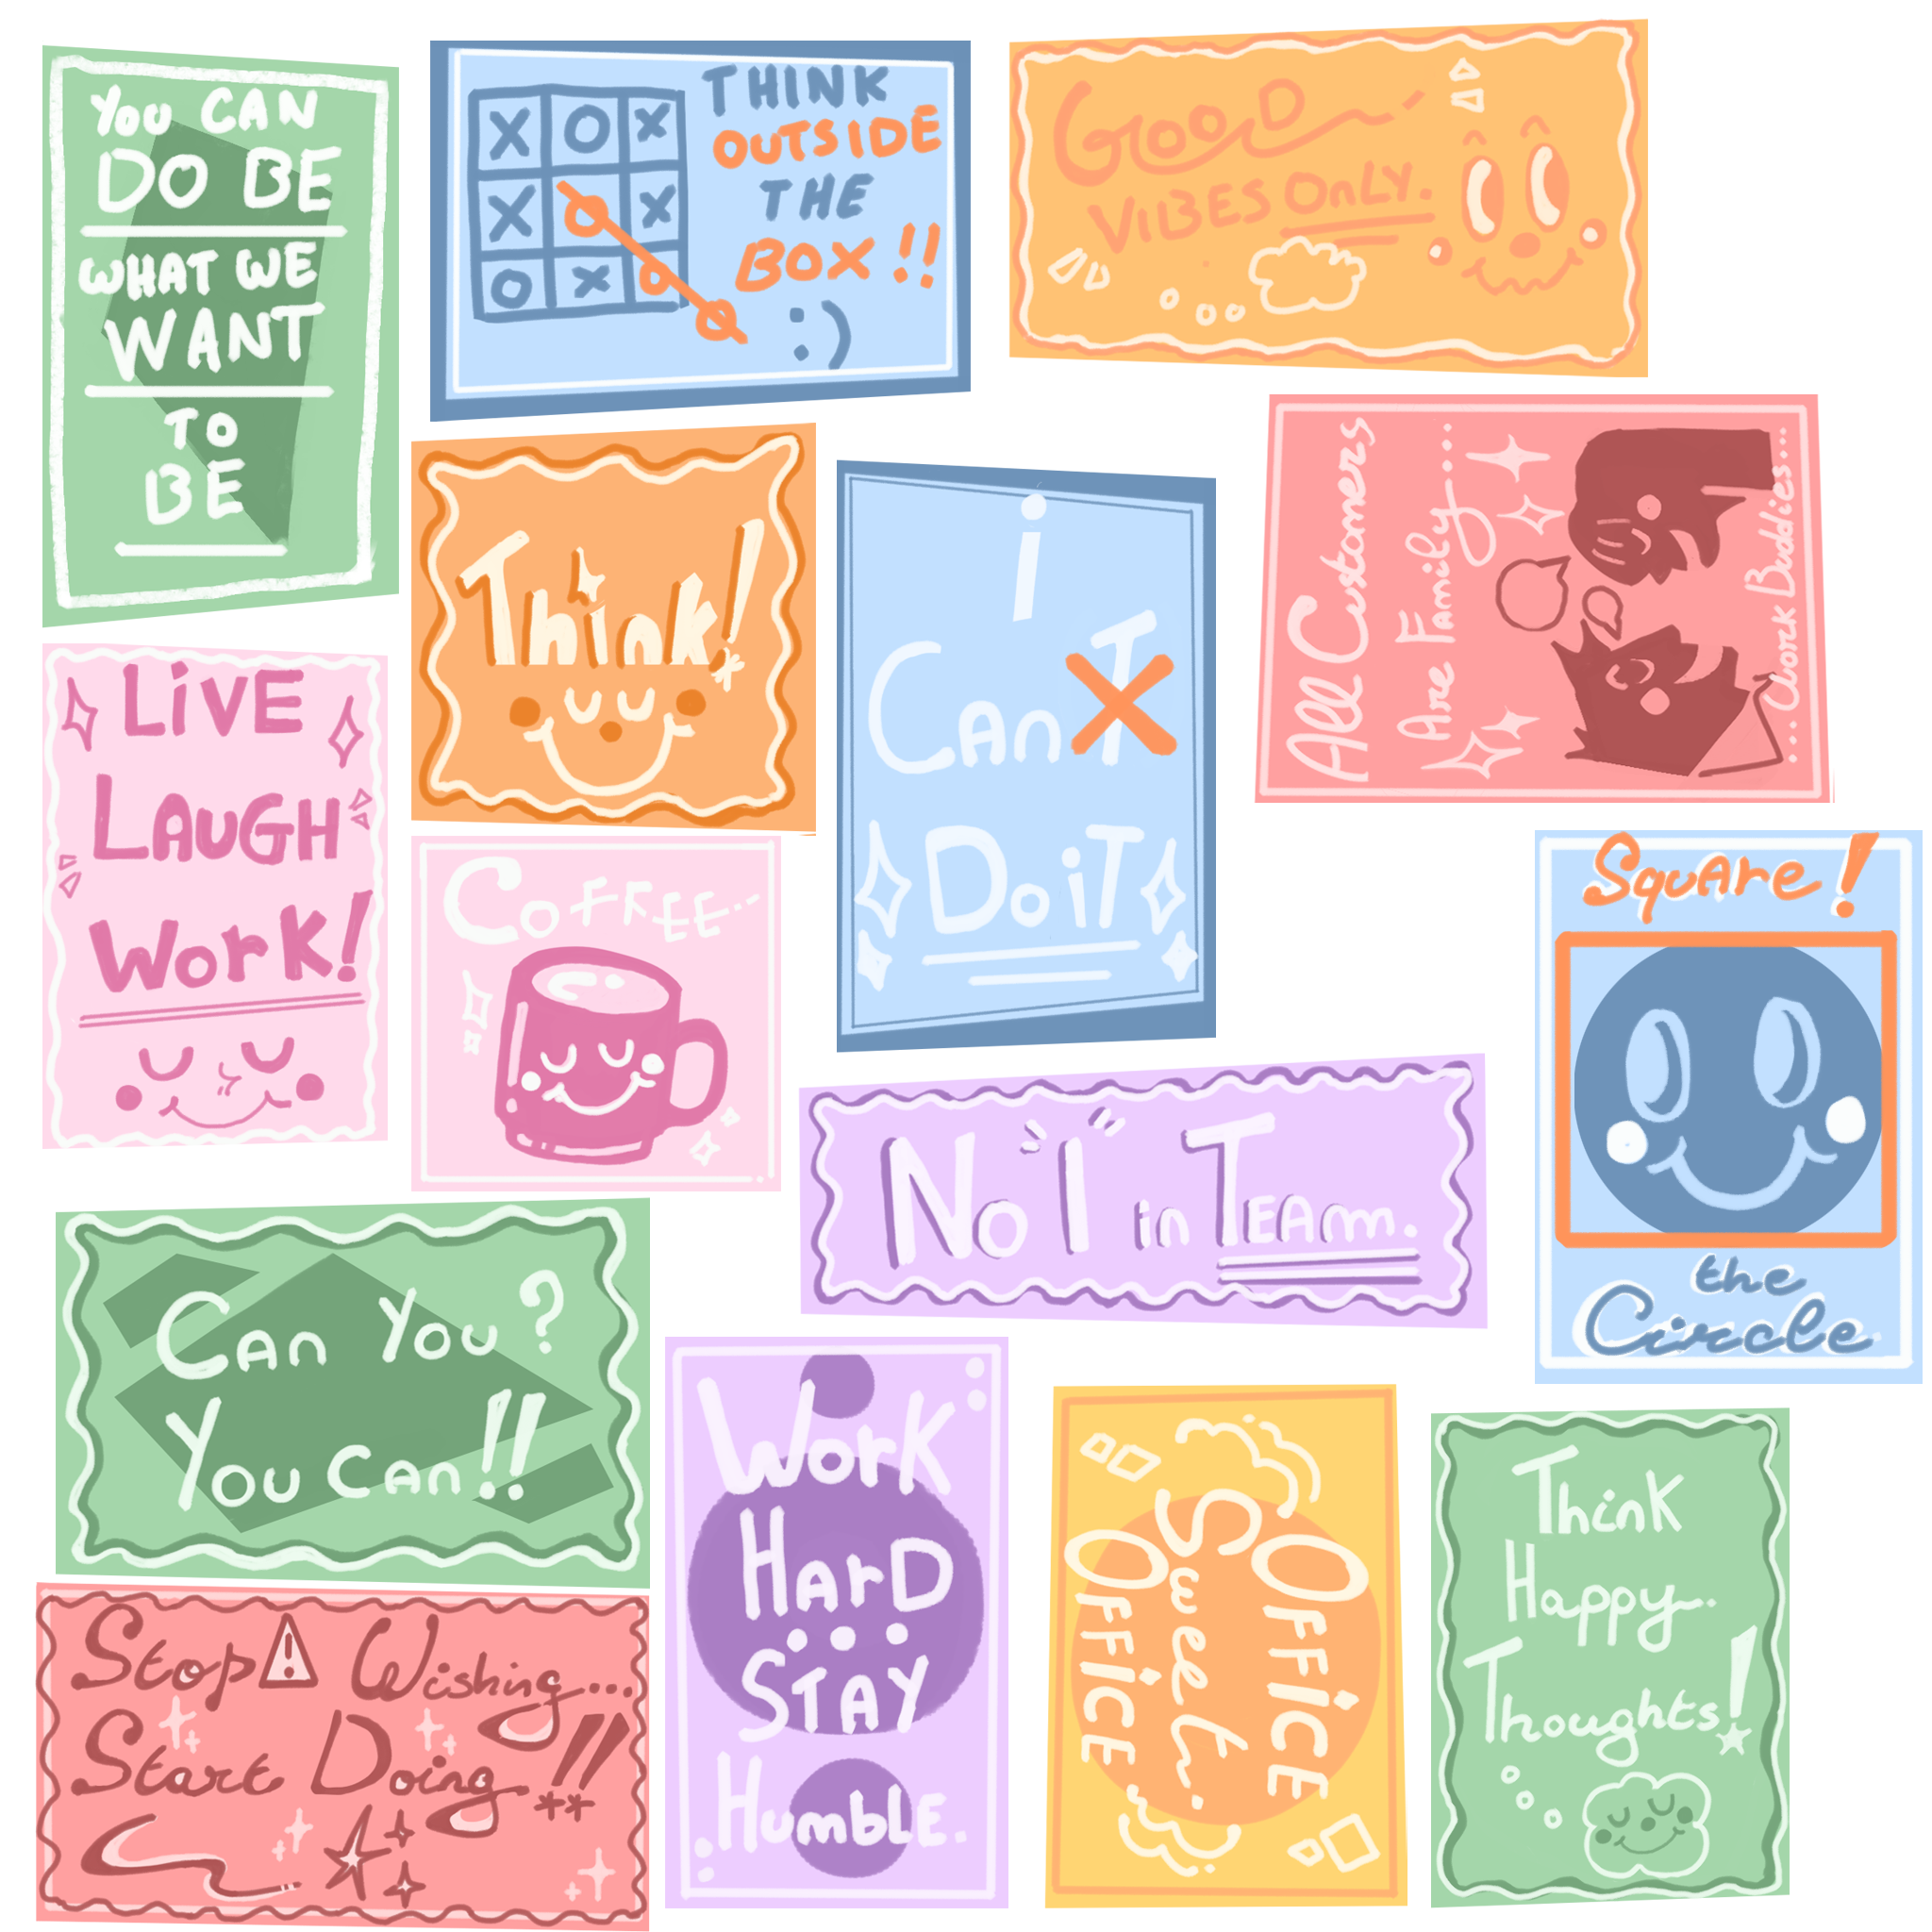 YOU CAN
DO BE
WHAT WE
WANT
TO
BE
THINK
OUTSIDE
THE
BOX!!
:)
X O X
X O X
O X O
O
GOOD
VIBES ONLY.
Think!
i
CAN T
DO iT
All Customers
Are Family....
...Work Buddies...
LiVE
LAUGH
WORK!
COFFEE...
Square!
the
Circle.
No I in TEAM.
CAN YOU?
YOU CAN!!
Work
HARD
...
STAY
HumbLE.
OFFICE
Sweet.
OFFICE
Think
Happy..
Thoughts!
Stop! Wishing...
Start Doing!!
**